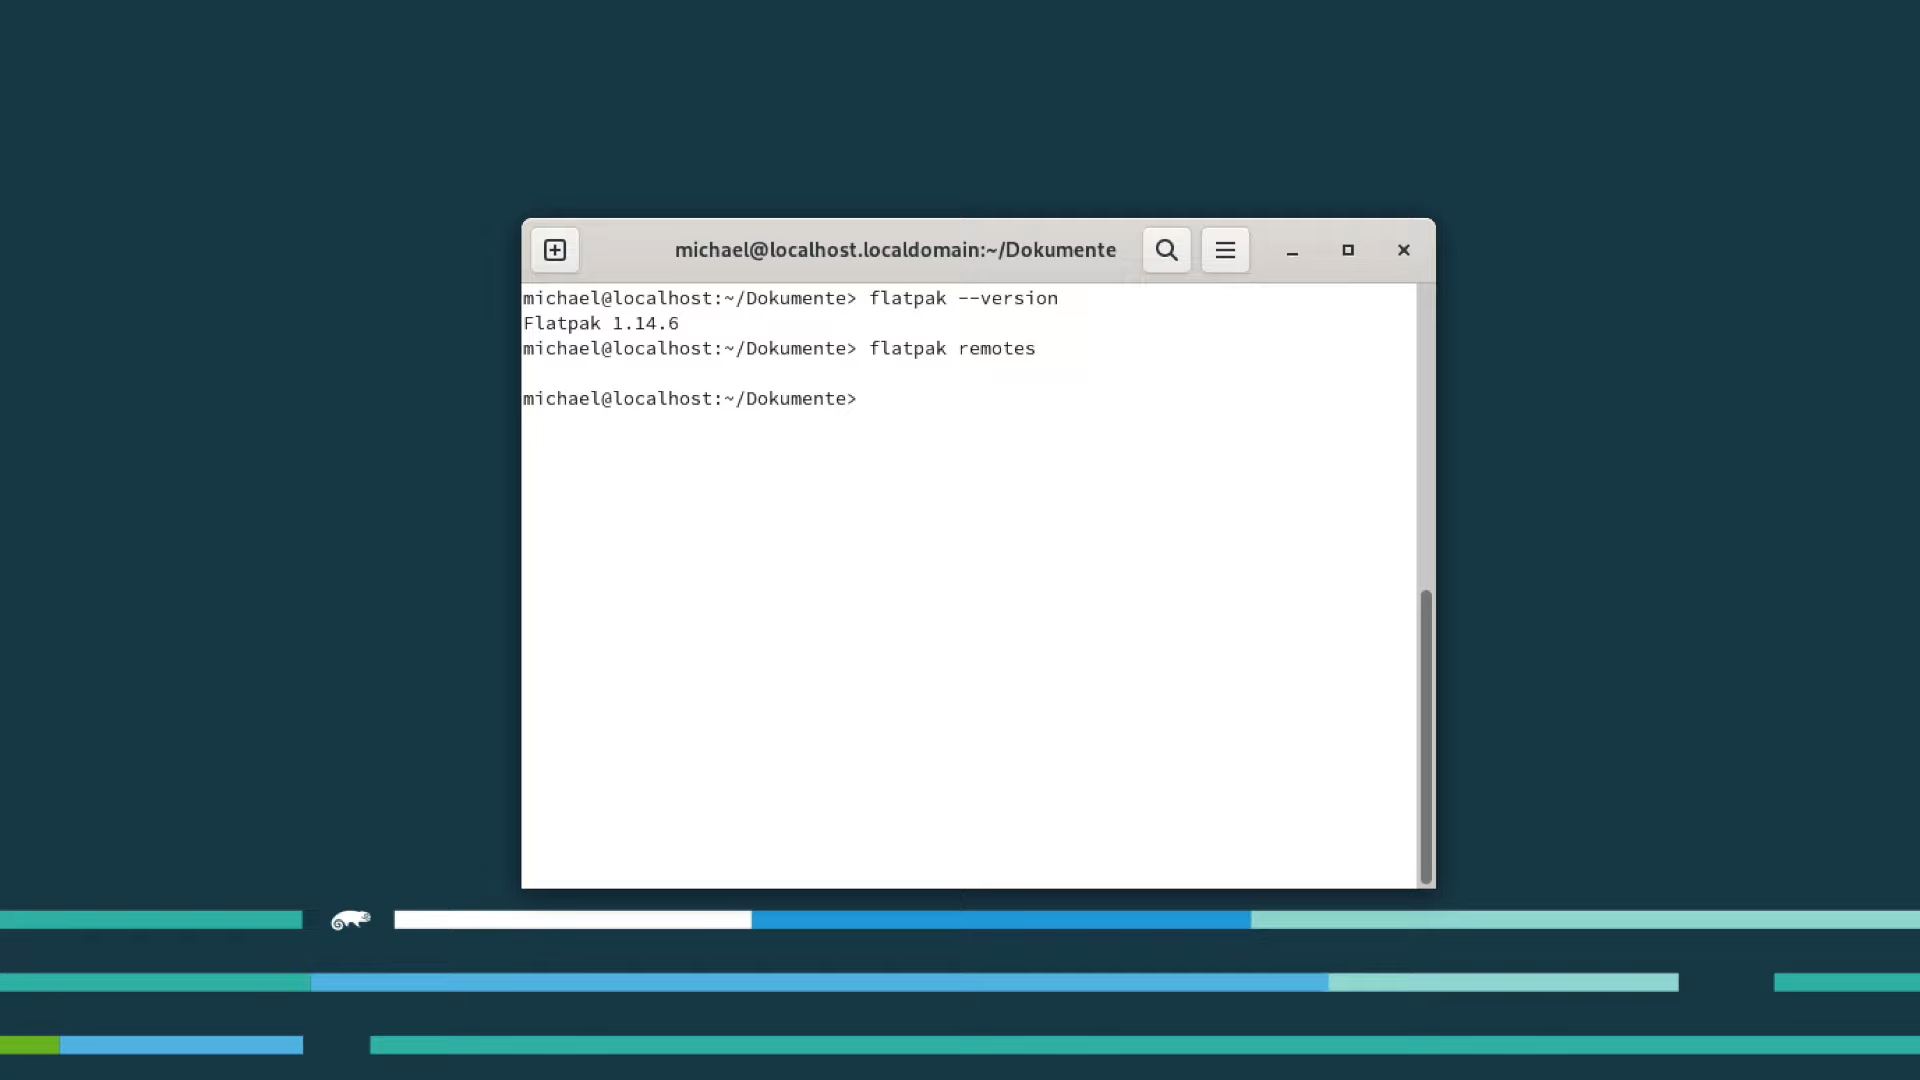 michael@localhost.localdomain:~/Dokumente
michael@localhost:~/Dokumente> flatpak --version
Flatpak 1.14.6
michael@localhost:~/Dokumente> flatpak remotes
michael@localhost:~/Dokumente>